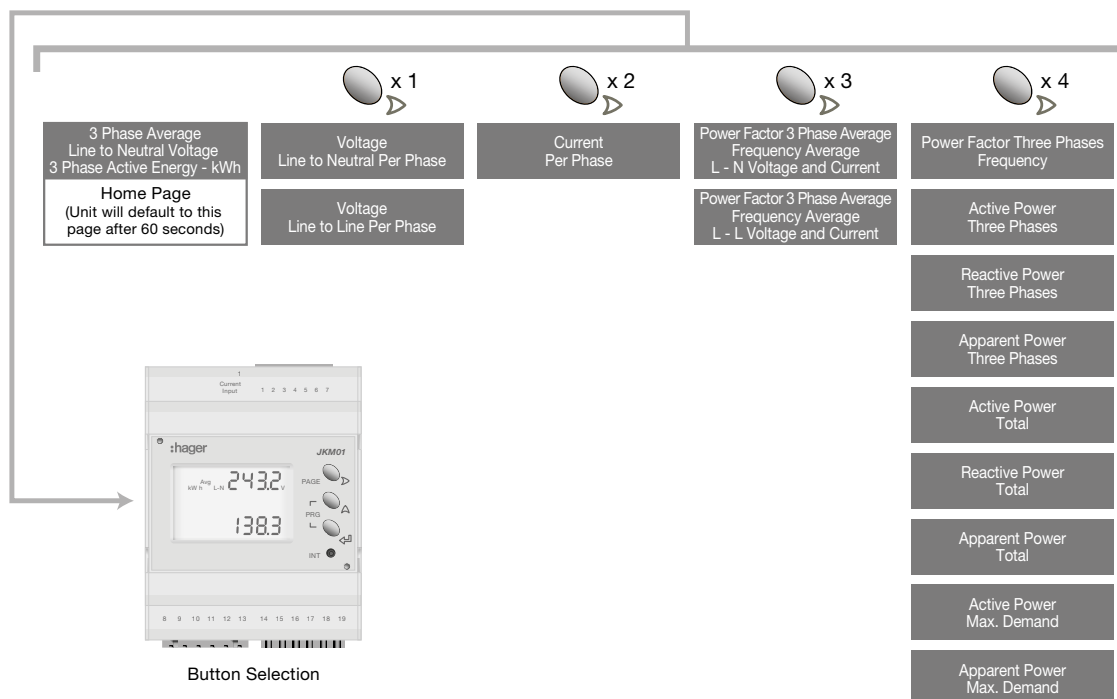 x 1
x 2
x 3
x 4
3 Phase Average
Line to Neutral Voltage
3 Phase Active Energy - kWh
Home Page
(Unit will default to this
page after 60 seconds)
Voltage
Line to Neutral Per Phase
Voltage
Line to Line Per Phase
Current
Per Phase
Power Factor 3 Phase Average
Frequency Average
L - N Voltage and Current
Power Factor 3 Phase Average
Frequency Average
L - L Voltage and Current
Power Factor Three Phases
Frequency
Active Power
Three Phases
Reactive Power
Three Phases
Apparent Power
Three Phases
Active Power
Total
Reactive Power
Total
Apparent Power
Total
Active Power
Max. Demand
Apparent Power
Max. Demand
1
Current
Input
1 2 3 4 5 6 7
:hager
JKM01
Avg
kW h L-N 243.2 V
138.3
PAGE
PRG
INT
8 9 10 11 12 13 14 15 16 17 18 19
Button Selection